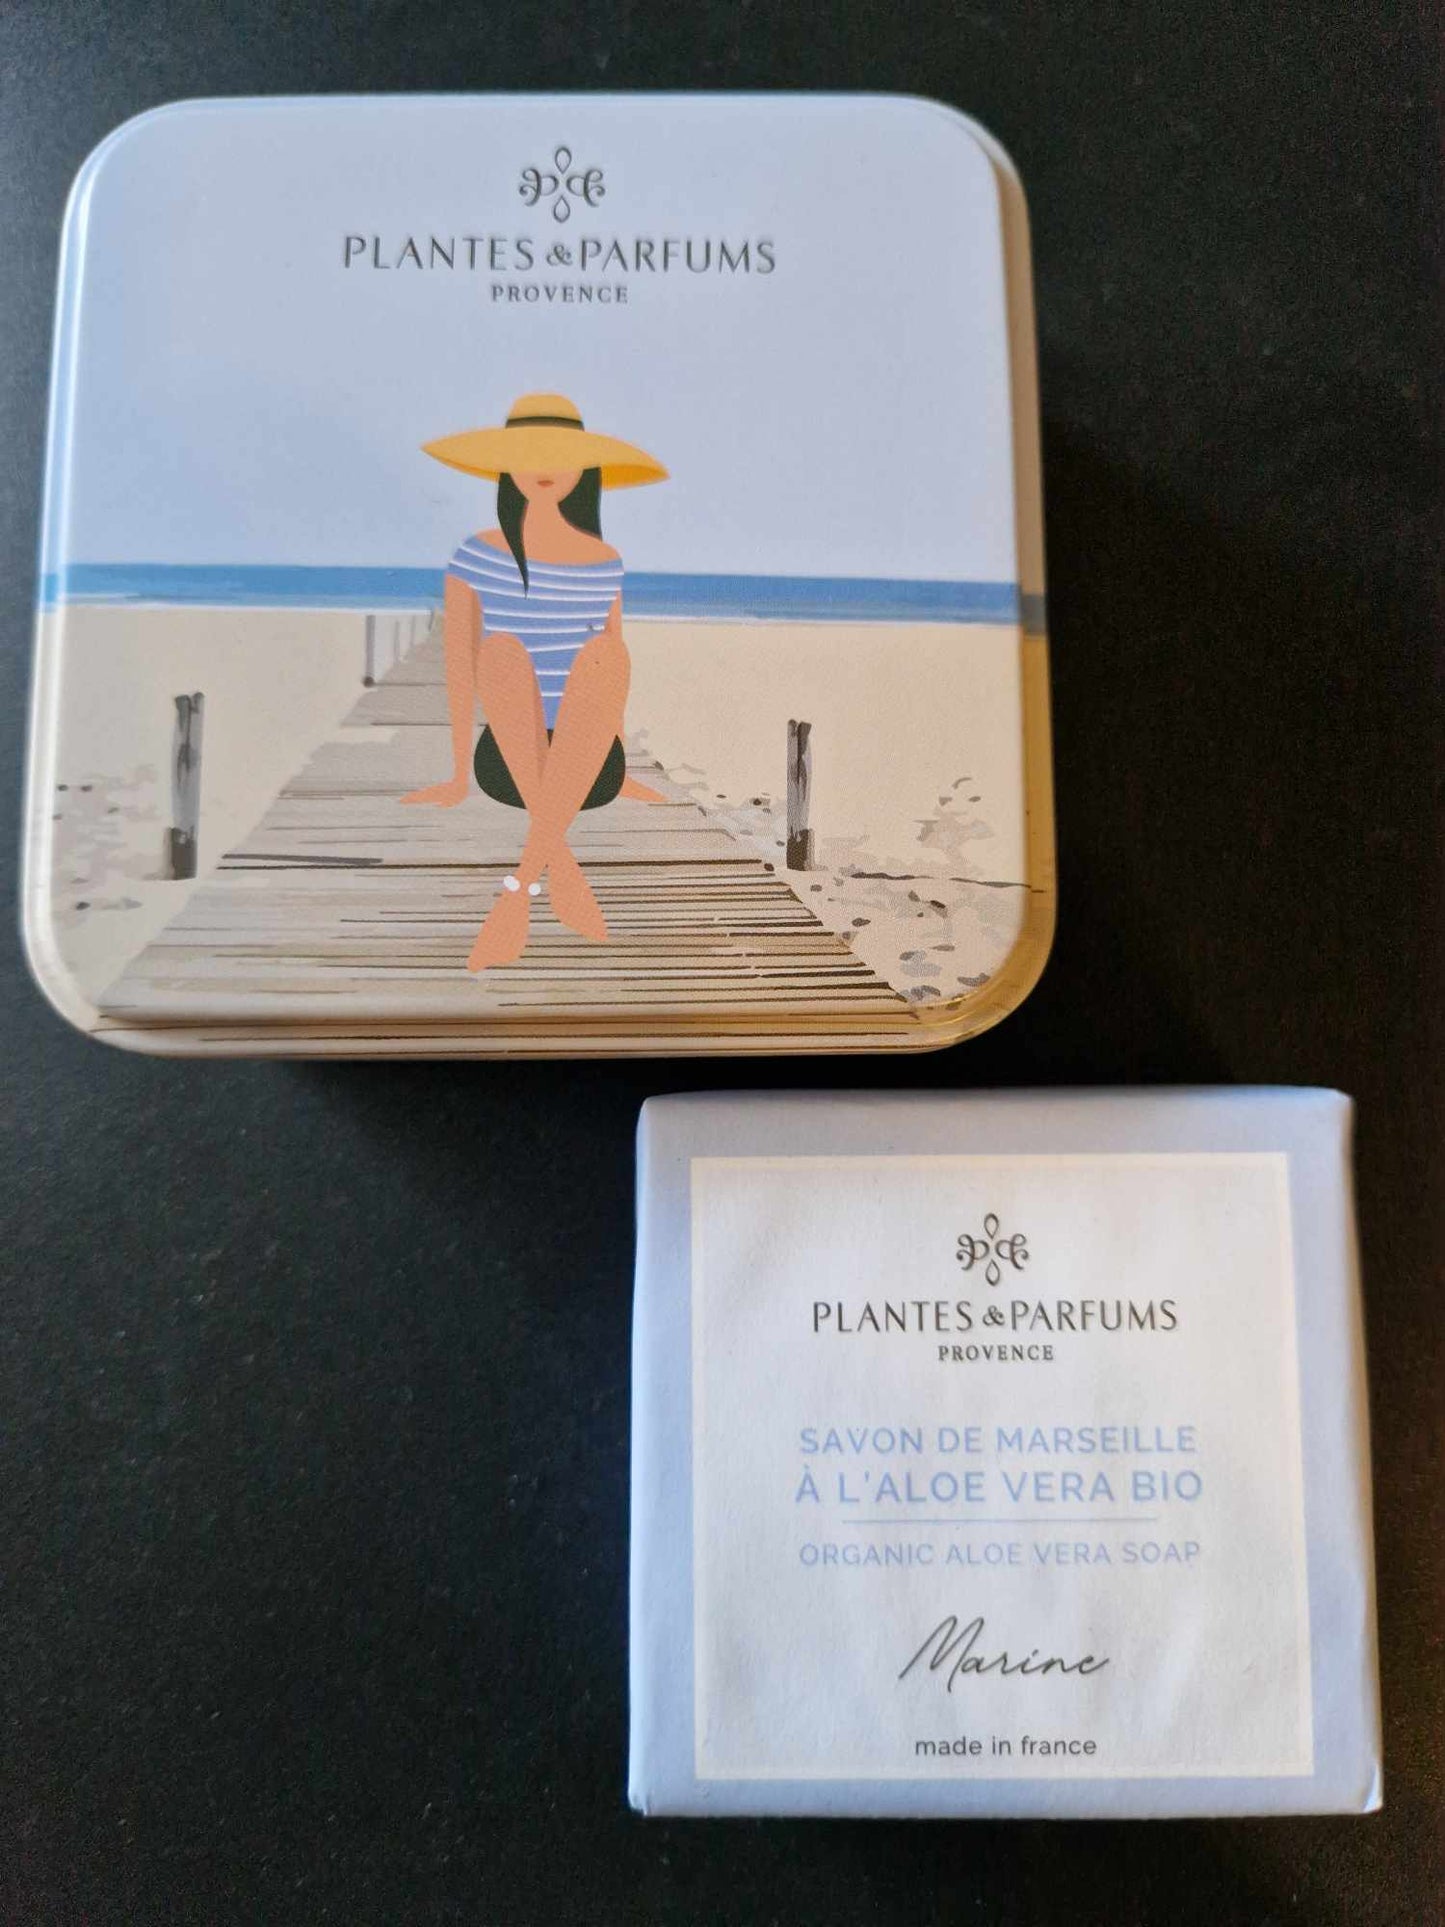 PLANTES & PARFUMS
PROVENCE
PLANTES & PARFUMS
PROVENCE
SAVON DE MARSEILLE
À L'ALOE VERA BIO
ORGANIC ALOE VERA SOAP
Marine
made in france